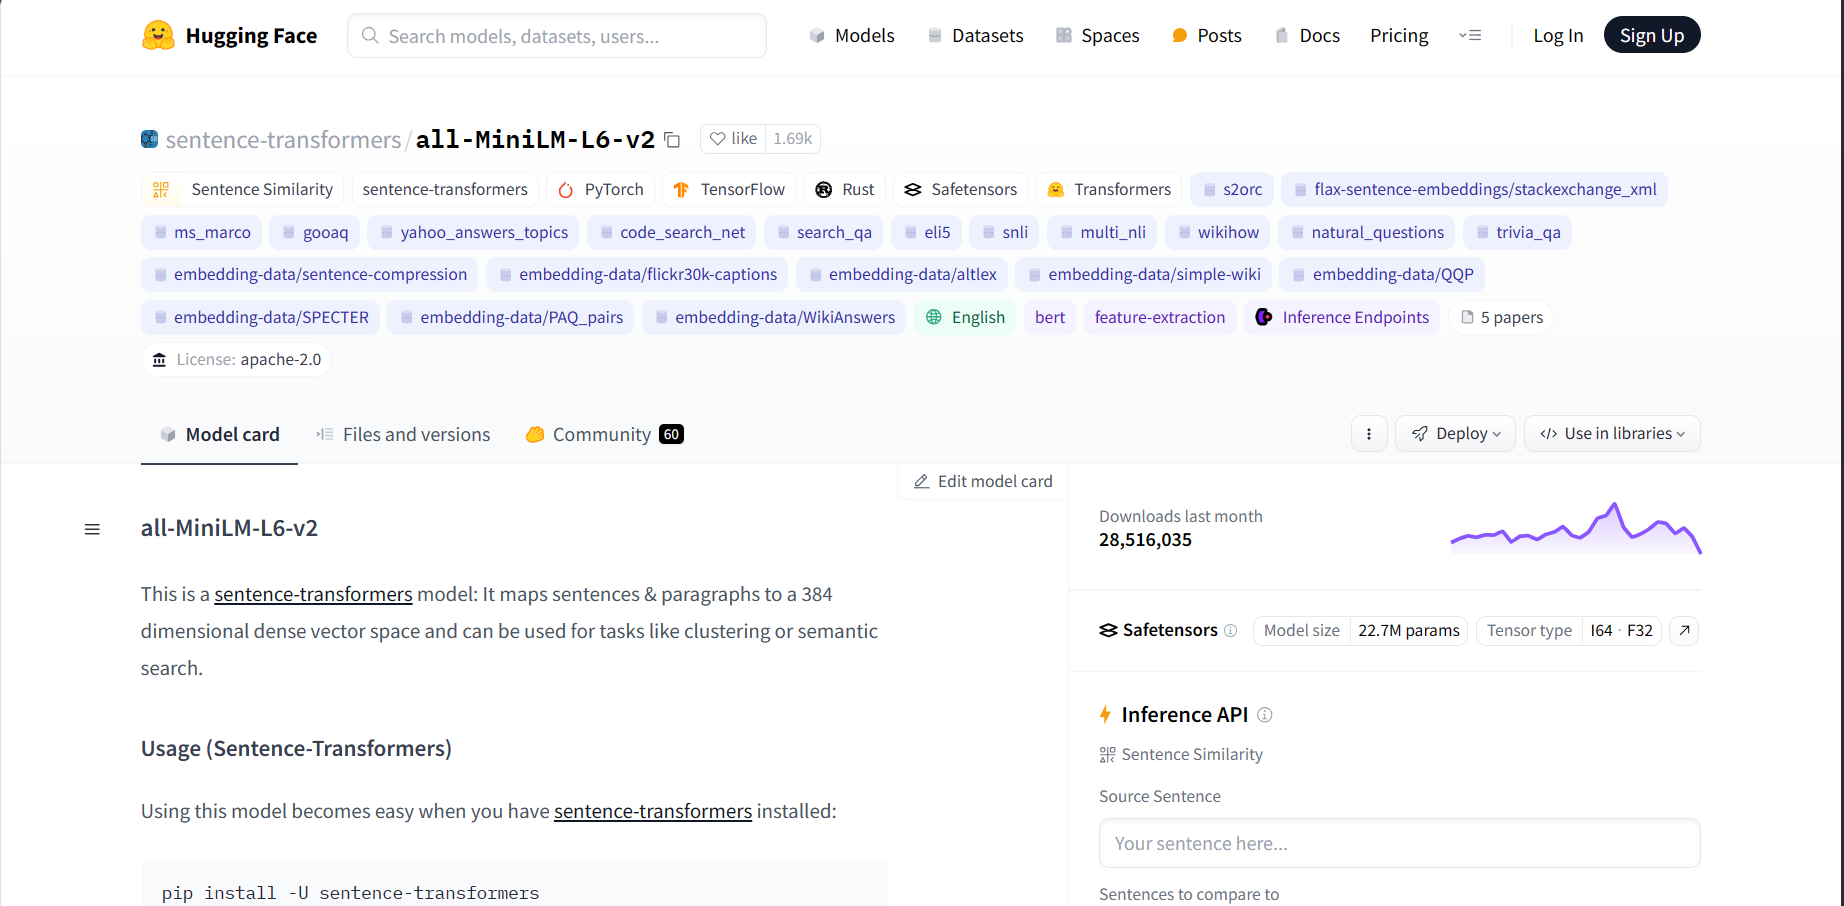 Hugging Face
Search models, datasets, users...
Models
Datasets
Spaces
Posts
Docs
Pricing
Log In
Sign Up
sentence-transformers/all-MiniLM-L6-v2
like 1.69k
Sentence Similarity sentence-transformers PyTorch TensorFlow Rust Safetensors Transformers s2orc flax-sentence-embeddings/stackexchange_xml
ms_marco gooaq yahoo_answers_topics code_search_net search_qa eli5 snli multi_nli wikihow natural_questions trivia_qa
embedding-data/sentence-compression embedding-data/flickr30k-captions embedding-data/altlex embedding-data/simple-wiki embedding-data/QQP
embedding-data/SPECTER embedding-data/PAQ_pairs embedding-data/WikiAnswers English bert feature-extraction Inference Endpoints 5 papers
License: apache-2.0
Model card
Files and versions
Community 60
Deploy
</> Use in libraries
Edit model card
all-MiniLM-L6-v2
This is a sentence-transformers model: It maps sentences & paragraphs to a 384
dimensional dense vector space and can be used for tasks like clustering or semantic
search.
Usage (Sentence-Transformers)
Using this model becomes easy when you have sentence-transformers installed:
pip install -U sentence-transformers
Downloads last month
28,516,035
Safetensors
Model size 22.7M params
Tensor type I64 · F32
Inference API
Sentence Similarity
Source Sentence
Your sentence here...
Sentences to compare to